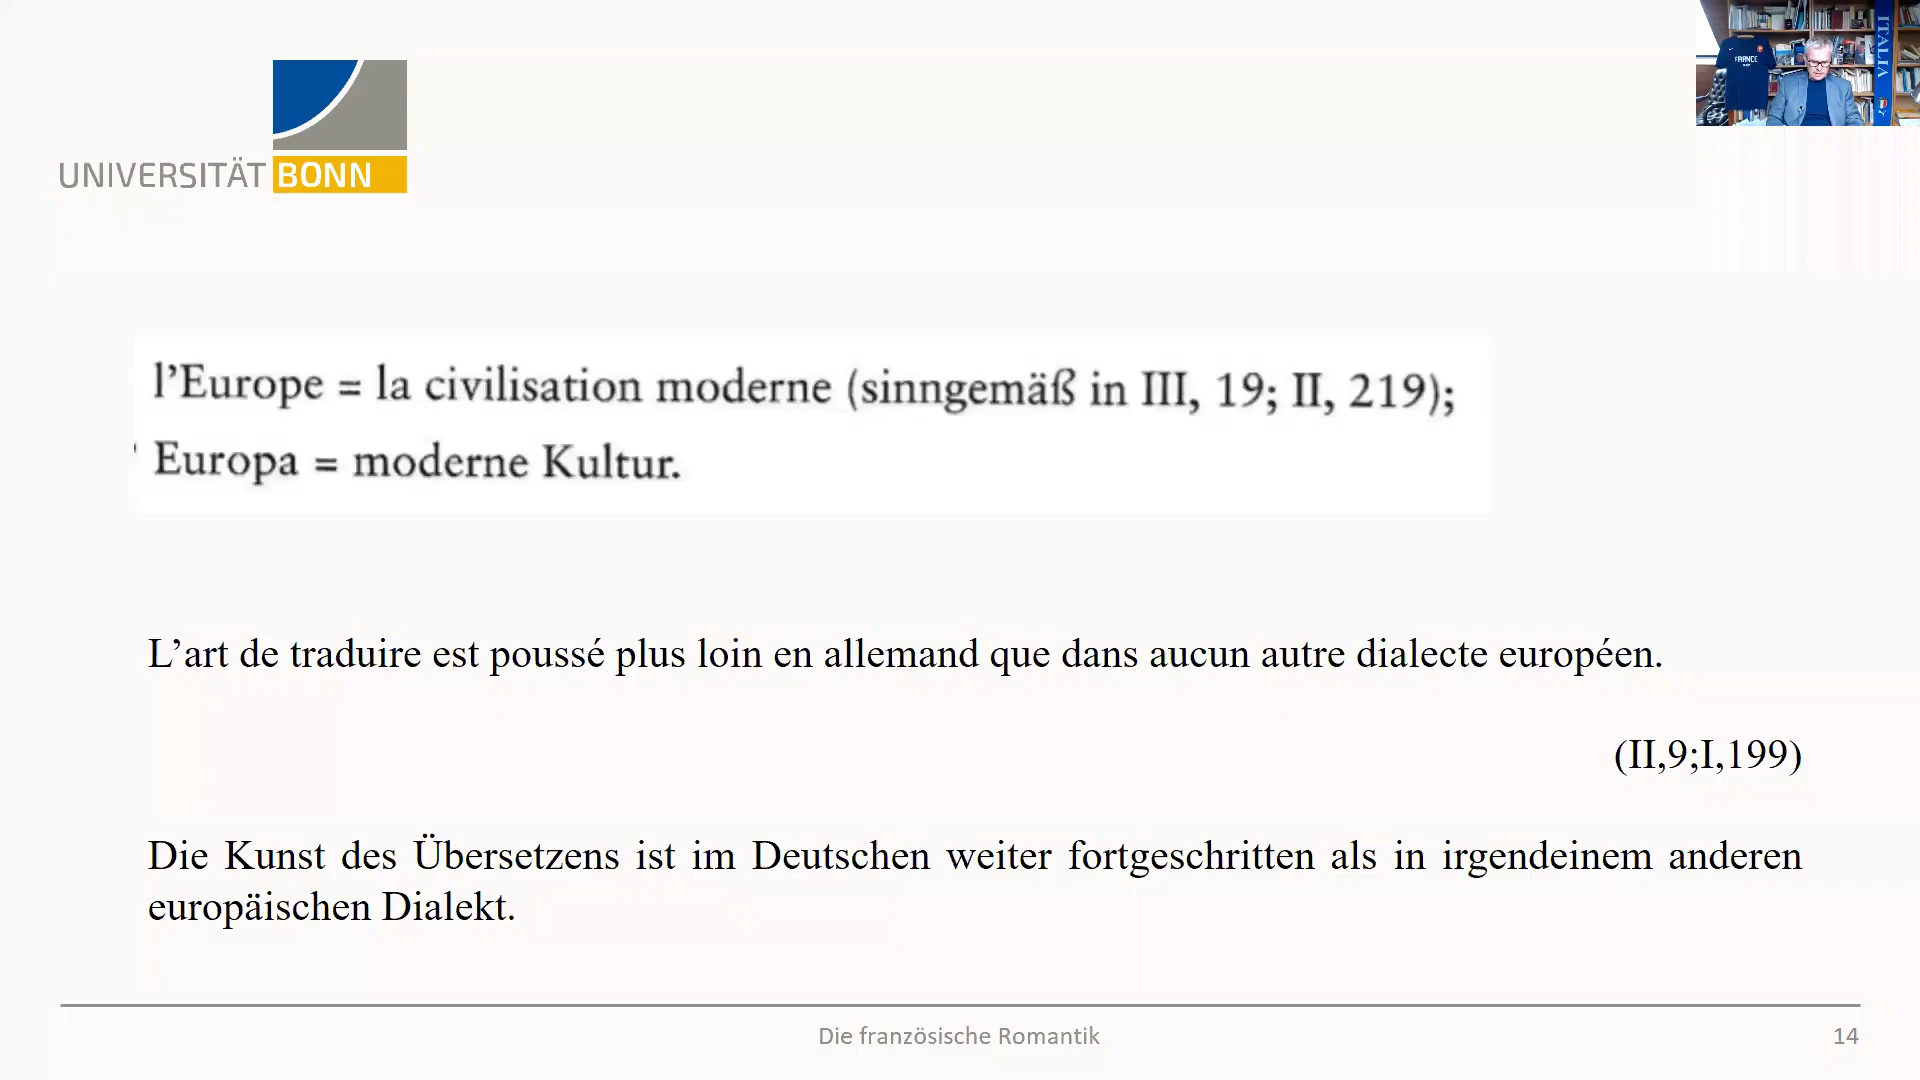 ITALIA
FRANCE
UNIVERSITÄT BONN
l’Europe = la civilisation moderne (sinngemäß in III, 19; II, 219);
Europa = moderne Kultur.
L’art de traduire est poussé plus loin en allemand que dans aucun autre dialecte européen.
(II,9;I,199)
Die Kunst des Übersetzens ist im Deutschen weiter fortgeschritten als in irgendeinem anderen
europäischen Dialekt.
Die französische Romantik
14